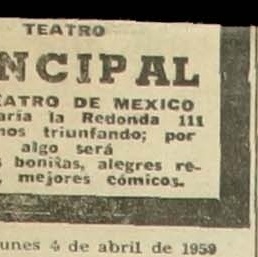 TEATRO
NCIPAL
EATRO DE MEXICO
aría la Redonda 111
nos triunfando; por
algo será
s bonitas, alegres re-
, mejores cómicos.
unes 4 de abril de 1959